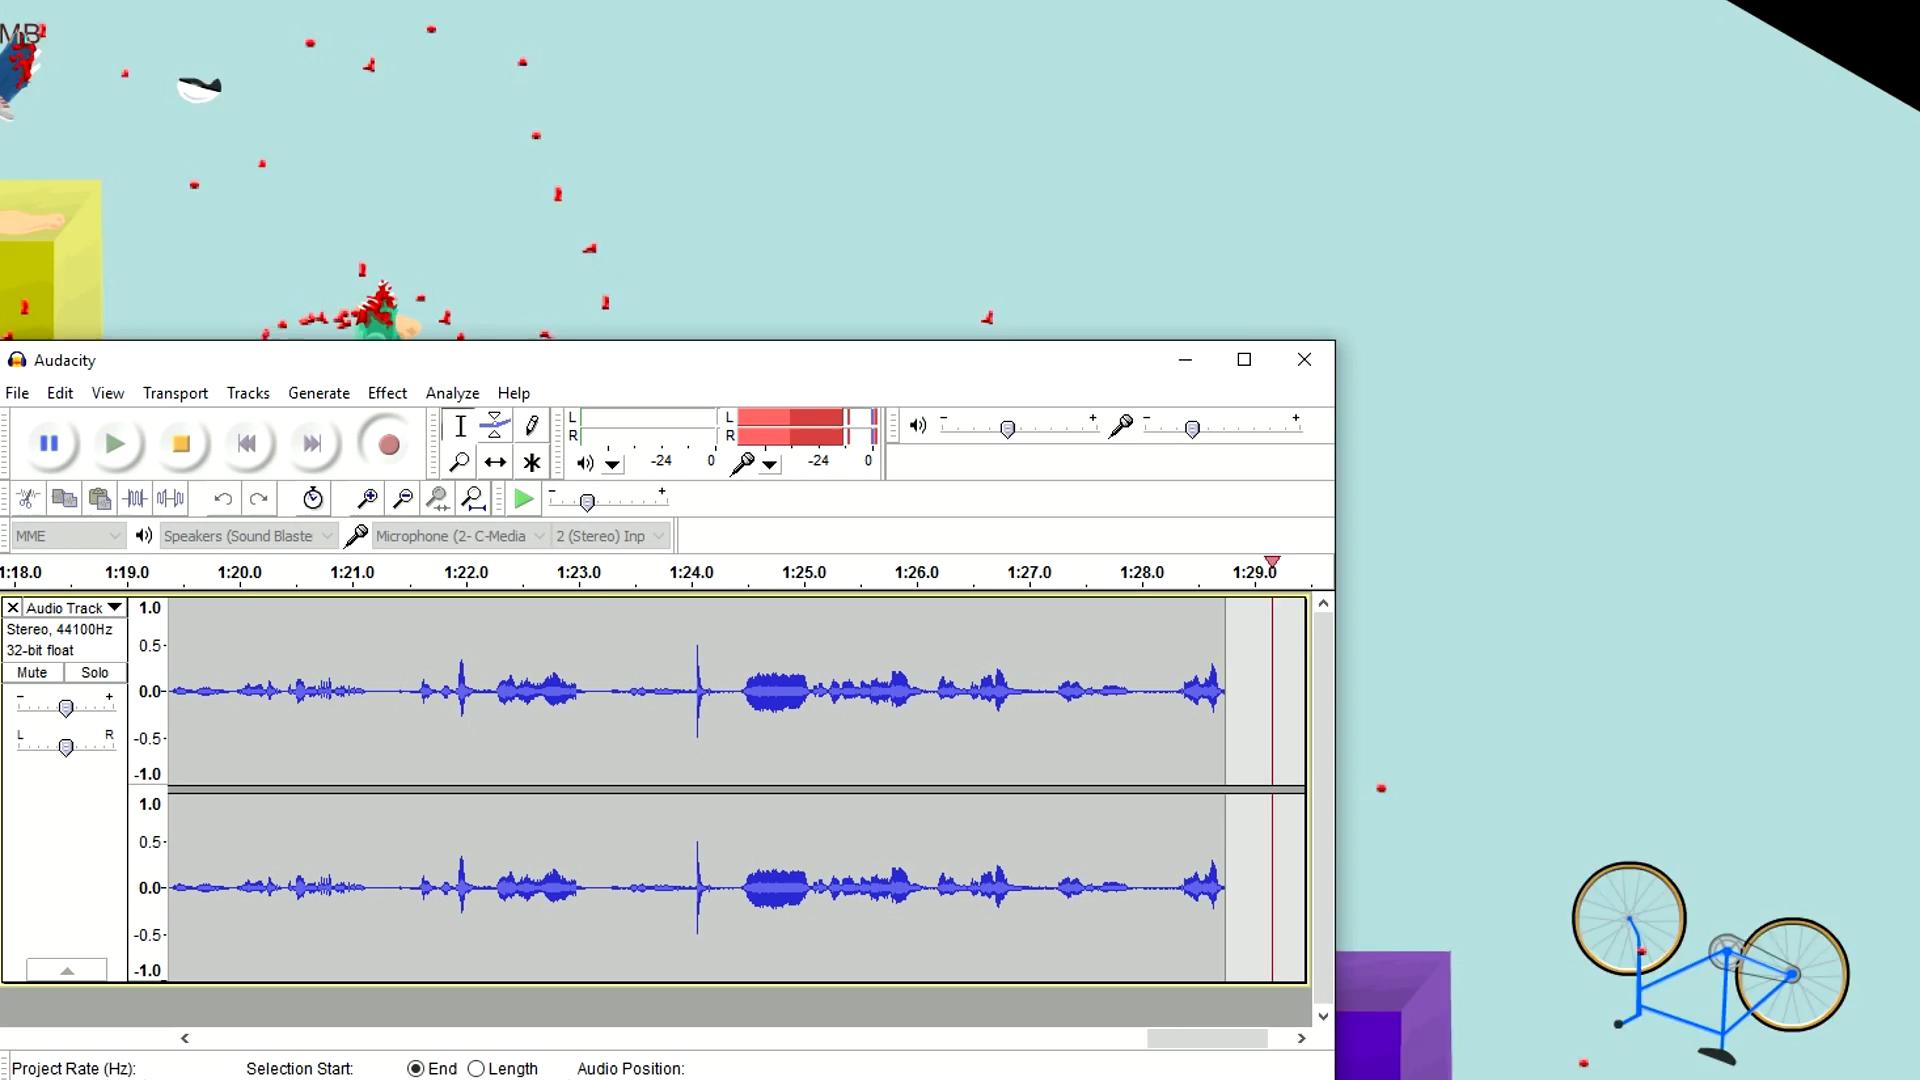 MB
Audacity
File Edit View Transport Tracks Generate Effect Analyze Help
L L
R R
-24 0 -24 0
MME Speakers (Sound Blaste Microphone (2- C-Media 2 (Stereo) Inp
1:18.0 1:19.0 1:20.0 1:21.0 1:22.0 1:23.0 1:24.0 1:25.0 1:26.0 1:27.0 1:28.0 1:29.0
X Audio Track 1.0
Stereo, 44100Hz
32-bit float 0.5
Mute Solo
- + 0.0
L R -0.5
-1.0
1.0
0.5
0.0
-0.5
-1.0
Project Rate (Hz): Selection Start: End Length Audio Position: